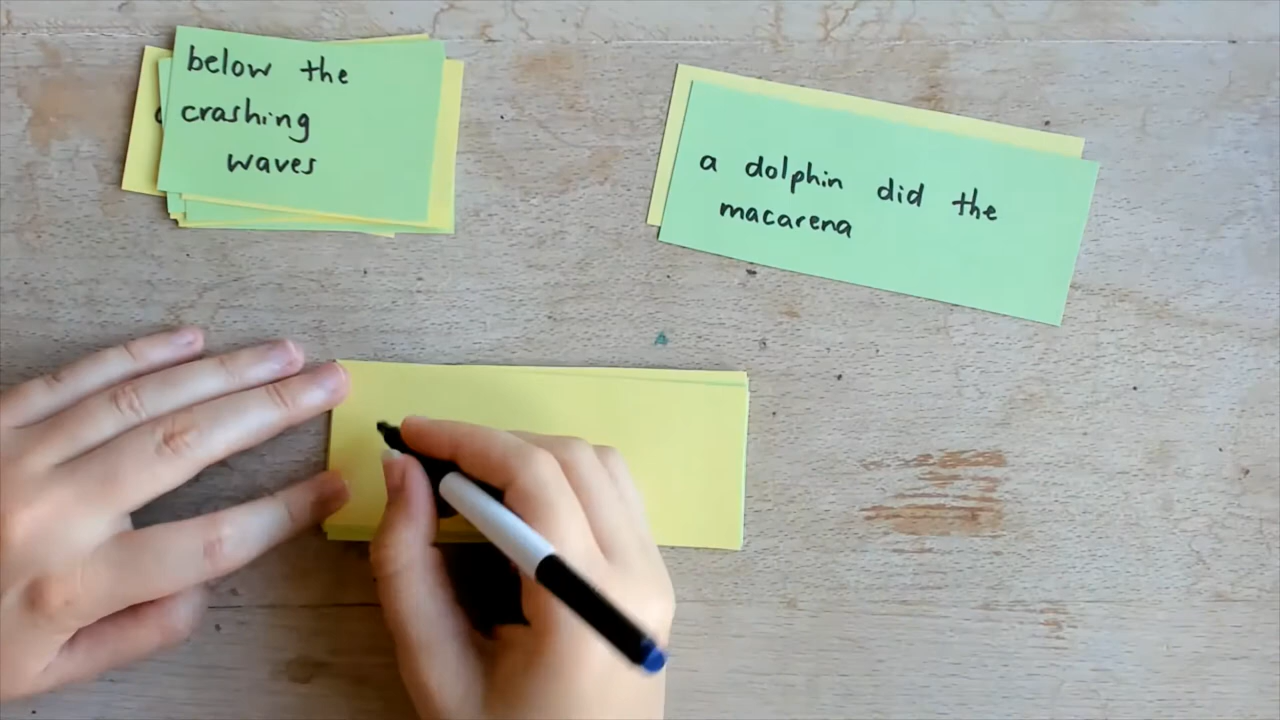 below the
crashing
waves
a dolphin did the
macarena